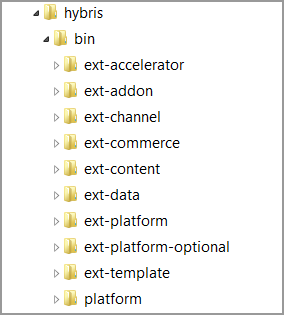 hybris
bin
ext-accelerator
ext-addon
ext-channel
ext-commerce
ext-content
ext-data
ext-platform
ext-platform-optional
ext-template
platform